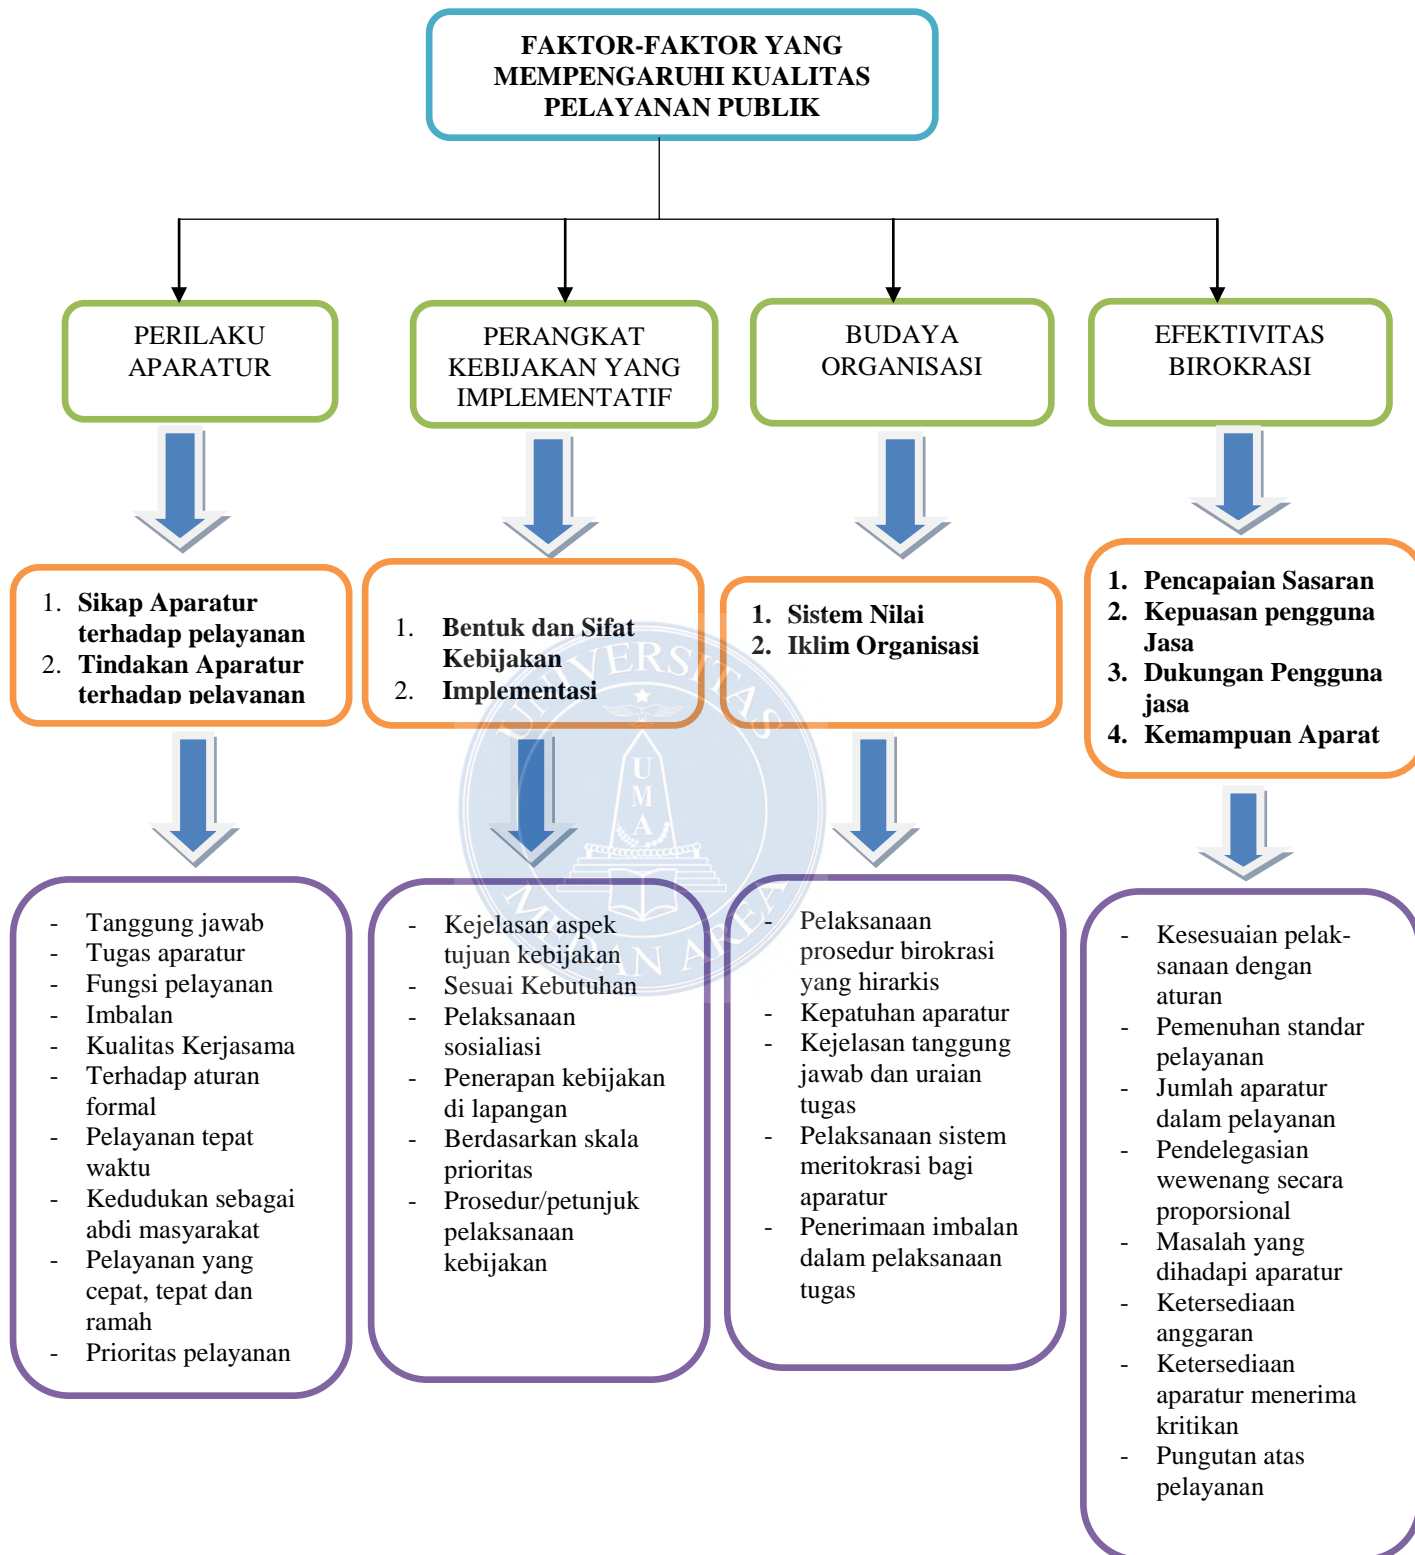 FAKTOR-FAKTOR YANG
MEMPENGARUHI KUALITAS
PELAYANAN PUBLIK
PERILAKU
APARATUR
PERANGKAT
KEBIJAKAN YANG
IMPLEMENTATIF
BUDAYA
ORGANISASI
EFEKTIVITAS
BIROKRASI
1. Sikap Aparatur
terhadap pelayanan
2. Tindakan Aparatur
terhadap pelayanan
1. Bentuk dan Sifat
Kebijakan
2. Implementasi
1. Sistem Nilai
2. Iklim Organisasi
1. Pencapaian Sasaran
2. Kepuasan pengguna
Jasa
3. Dukungan Pengguna
jasa
4. Kemampuan Aparat
- Tanggung jawab
- Tugas aparatur
- Fungsi pelayanan
- Imbalan
- Kualitas Kerjasama
- Terhadap aturan
formal
- Pelayanan tepat
waktu
- Kedudukan sebagai
abdi masyarakat
- Pelayanan yang
cepat, tepat dan
ramah
- Prioritas pelayanan
- Kejelasan aspek
tujuan kebijakan
- Sesuai Kebutuhan
- Pelaksanaan
sosialiasi
- Penerapan kebijakan
di lapangan
- Berdasarkan skala
prioritas
- Prosedur/petunjuk
pelaksanaan
kebijakan
- Pelaksanaan
prosedur birokrasi
yang hirarkis
- Kepatuhan aparatur
- Kejelasan tanggung
jawab dan uraian
tugas
- Pelaksanaan sistem
meritokrasi bagi
aparatur
- Penerimaan imbalan
dalam pelaksanaan
tugas
- Kesesuaian pelak-
sanaan dengan
aturan
- Pemenuhan standar
pelayanan
- Jumlah aparatur
dalam pelayanan
- Pendelegasian
wewenang secara
proporsional
- Masalah yang
dihadapi aparatur
- Ketersediaan
anggaran
- Ketersediaan
aparatur menerima
kritikan
- Pungutan atas
pelayanan
UNIVERSITAS
MEDAN AREA
U
M
A